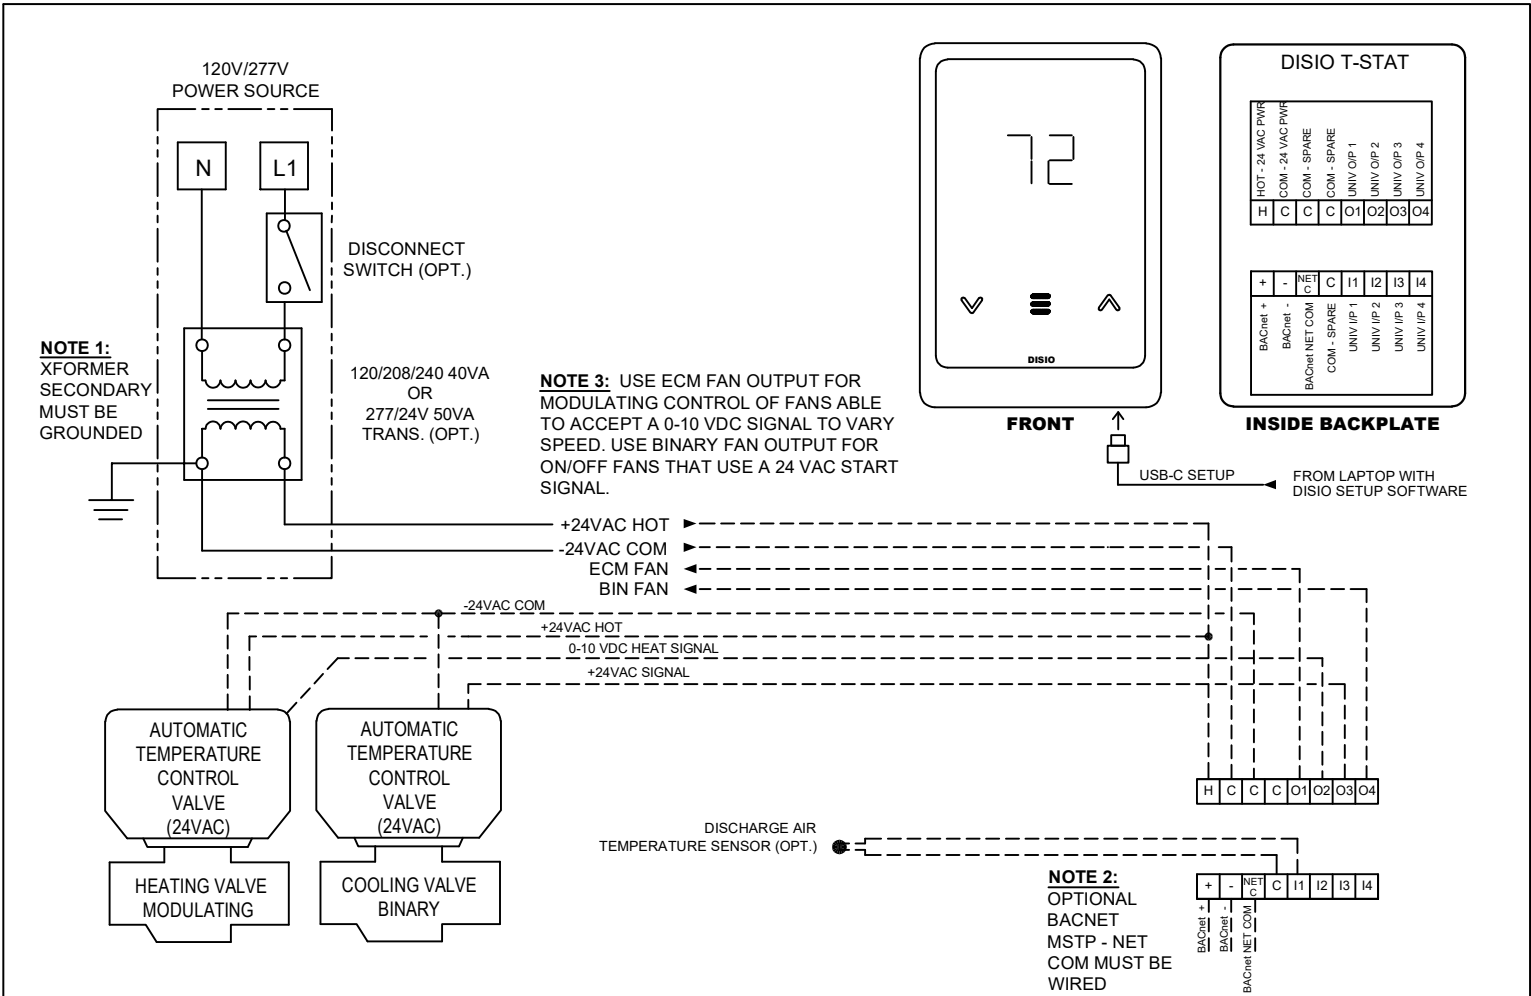 120V/277V
POWER SOURCE
N
L1
DISCONNECT
SWITCH (OPT.)
NOTE 1:
XFORMER
SECONDARY
MUST BE
GROUNDED
120/208/240 40VA
OR
277/24V 50VA
TRANS. (OPT.)
NOTE 3: USE ECM FAN OUTPUT FOR
MODULATING CONTROL OF FANS ABLE
TO ACCEPT A 0-10 VDC SIGNAL TO VARY
SPEED. USE BINARY FAN OUTPUT FOR
ON/OFF FANS THAT USE A 24 VAC START
SIGNAL.
72
DISIO
FRONT
DISIO T-STAT
HOT - 24 VAC PWR
COM - 24 VAC PWR
COM - SPARE
COM - SPARE
UNIV O/P 1
UNIV O/P 2
UNIV O/P 3
UNIV O/P 4
H C C C O1 O2 O3 O4
+ - NET C C I1 I2 I3 I4
BACnet +
BACnet -
BACnet NET COM
COM - SPARE
UNIV I/P 1
UNIV I/P 2
UNIV I/P 3
UNIV I/P 4
INSIDE BACKPLATE
USB-C SETUP
FROM LAPTOP WITH
DISIO SETUP SOFTWARE
+24VAC HOT
-24VAC COM
ECM FAN
BIN FAN
-24VAC COM
+24VAC HOT
0-10 VDC HEAT SIGNAL
+24VAC SIGNAL
AUTOMATIC
TEMPERATURE
CONTROL
VALVE
(24VAC)
HEATING VALVE
MODULATING
AUTOMATIC
TEMPERATURE
CONTROL
VALVE
(24VAC)
COOLING VALVE
BINARY
H C C C O1 O2 O3 O4
DISCHARGE AIR
TEMPERATURE SENSOR (OPT.)
NOTE 2:
OPTIONAL
BACNET
MSTP - NET
COM MUST BE
WIRED
+ - NET C C I1 I2 I3 I4
BACnet +
BACnet -
BACnet NET COM